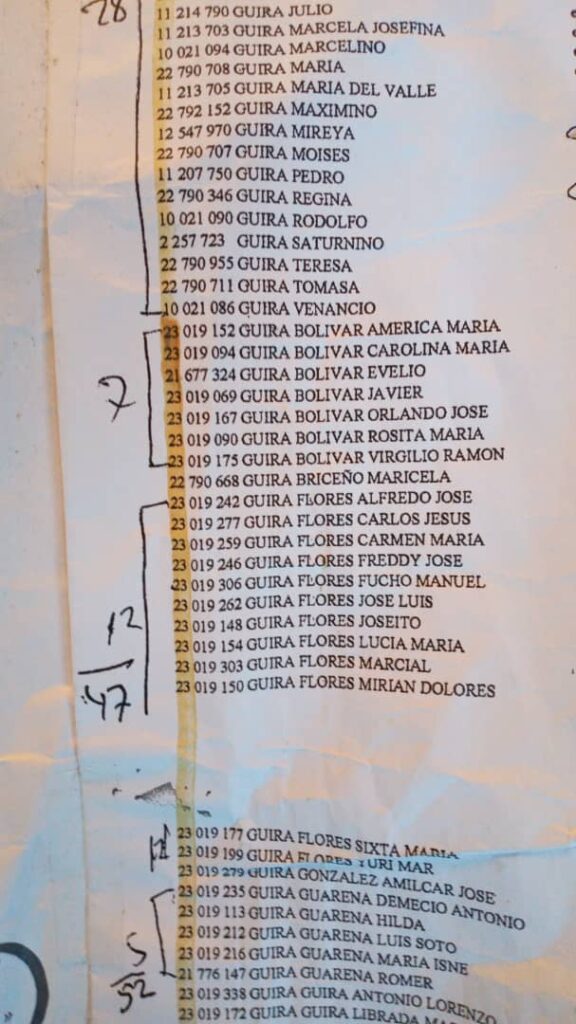 28
11 214 790 GUIRA JULIO
11 213 703 GUIRA MARCELA JOSEFINA
10 021 094 GUIRA MARCELINO
22 790 708 GUIRA MARIA
11 213 705 GUIRA MARIA DEL VALLE
22 792 152 GUIRA MAXIMINO
12 547 970 GUIRA MIREYA
22 790 707 GUIRA MOISES
11 207 750 GUIRA PEDRO
22 790 346 GUIRA REGINA
10 021 090 GUIRA RODOLFO
2 257 723 GUIRA SATURNINO
22 790 955 GUIRA TERESA
22 790 711 GUIRA TOMASA
10 021 086 GUIRA VENANCIO
23 019 152 GUIRA BOLIVAR AMERICA MARIA
23 019 094 GUIRA BOLIVAR CAROLINA MARIA
21 677 324 GUIRA BOLIVAR EVELIO
7
23 019 069 GUIRA BOLIVAR JAVIER
23 019 167 GUIRA BOLIVAR ORLANDO JOSE
23 019 090 GUIRA BOLIVAR ROSITA MARIA
23 019 175 GUIRA BOLIVAR VIRGILIO RAMON
22 790 668 GUIRA BRICEÑO MARICELA
23 019 242 GUIRA FLORES ALFREDO JOSE
23 019 277 GUIRA FLORES CARLOS JESUS
23 019 259 GUIRA FLORES CARMEN MARIA
23 019 246 GUIRA FLORES FREDDY JOSE
23 019 306 GUIRA FLORES FUCHO MANUEL
23 019 262 GUIRA FLORES JOSE LUIS
12
23 019 148 GUIRA FLORES JOSEITO
23 019 154 GUIRA FLORES LUCIA MARIA
23 019 303 GUIRA FLORES MARCIAL
47
23 019 150 GUIRA FLORES MIRIAN DOLORES
23 019 177 GUIRA FLORES SIXTA MARIA
23 019 199 GUIRA FLORES YURI MAR
23 019 279 GUIRA GONZALEZ AMILCAR JOSE
23 019 235 GUIRA GUARENA DEMECIO ANTONIO
23 019 113 GUIRA GUARENA HILDA
23 019 212 GUIRA GUARENA LUIS SOTO
5
23 019 216 GUIRA GUARENA MARIA ISNE
52
21 776 147 GUIRA GUARENA ROMER
23 019 338 GUIRA GUIRA ANTONIO LORENZO
23 019 172 GUIRA GUIRA LIBRADA